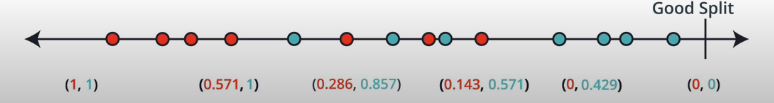 Good Split
(1, 1) (0.571, 1) (0.286, 0.857) (0.143, 0.571) (0, 0.429) (0, 0)